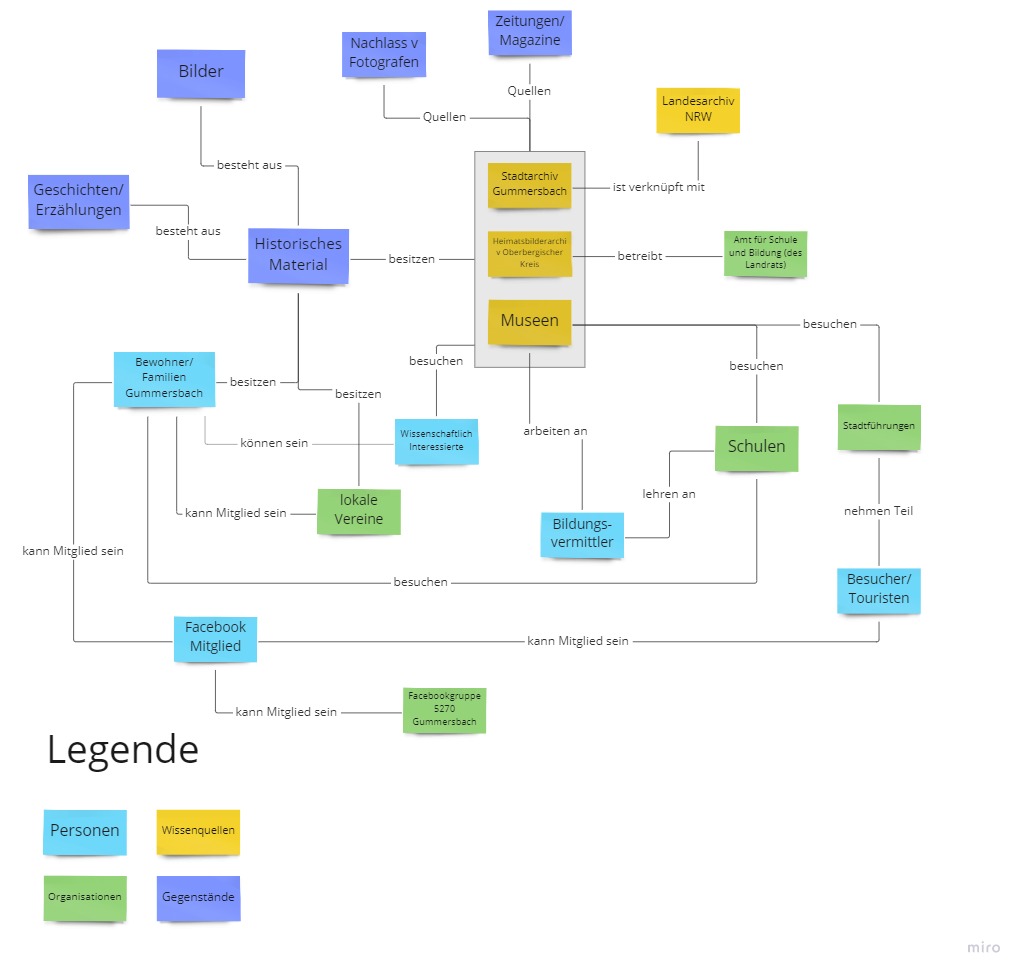 Zeitungen/
Magazine
Nachlass v
Fotografen
Bilder
Quellen
Quellen
Landesarchiv
NRW
besteht aus
Stadtarchiv
Gummersbach
ist verknüpft mit
Geschichten/
Erzählungen
besteht aus
Historisches
Material
besitzen
Heimatsbilderarchi
v Oberbergischer
Kreis
betreibt
Amt für Schule
und Bildung (des
Landrats)
Museen
besuchen
besuchen
besuchen
Bewohner/
Familien
Gummersbach
besitzen
besitzen
Wissenschaftlich
Interessierte
können sein
arbeiten an
Schulen
Stadtführungen
lokale
Vereine
kann Mitglied sein
lehren an
nehmen Teil
Bildungs-
vermittler
kann Mitglied sein
besuchen
Besucher/
Touristen
Facebook
Mitglied
kann Mitglied sein
kann Mitglied sein
Facebookgruppe
5270
Gummersbach
Legende
Personen
Wissenquellen
Organisationen
Gegenstände
miro